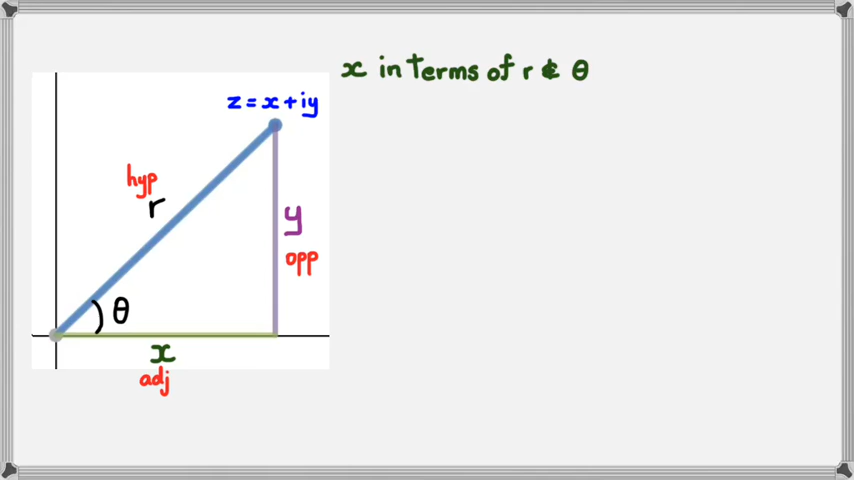 x in terms of r & θ
z = x + iy
hyp
r
y
opp
θ
x
adj